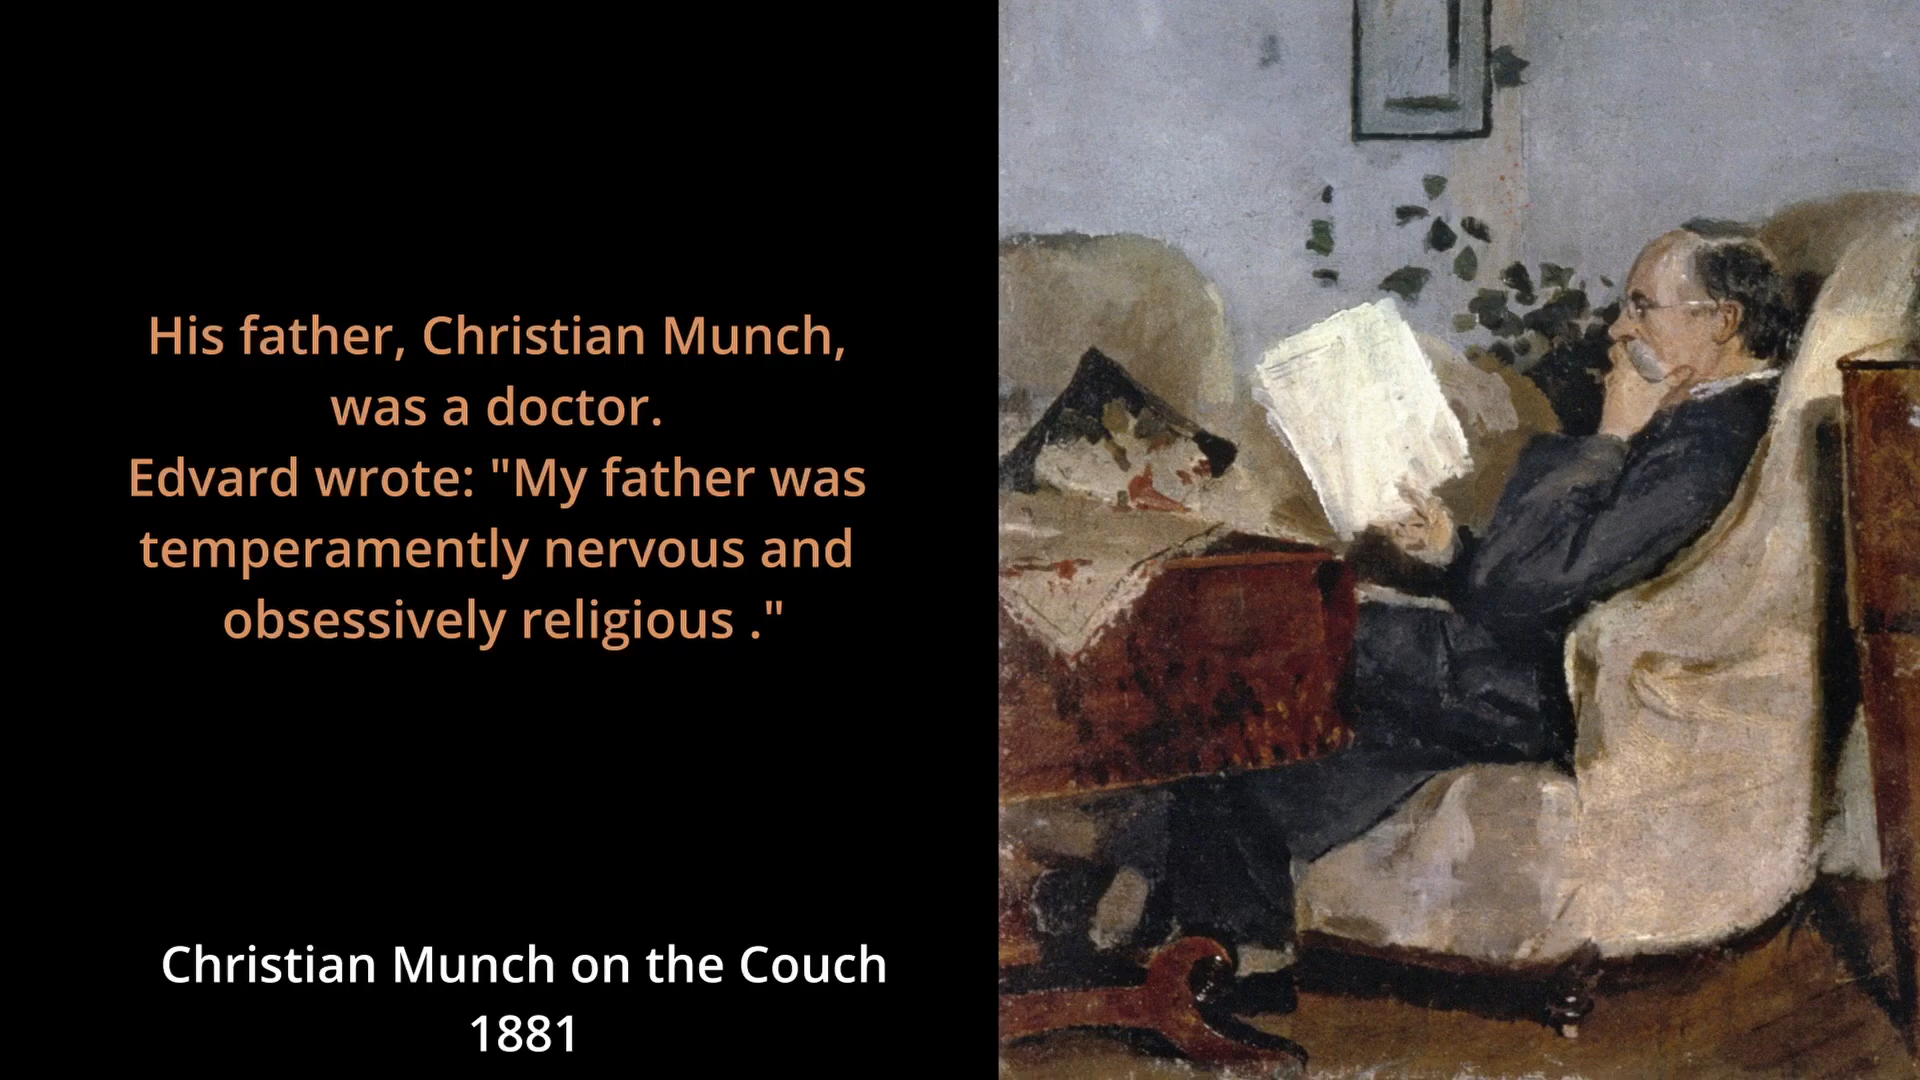 His father, Christian Munch,
was a doctor.
Edvard wrote: "My father was
temperamently nervous and
obsessively religious ."
Christian Munch on the Couch
1881